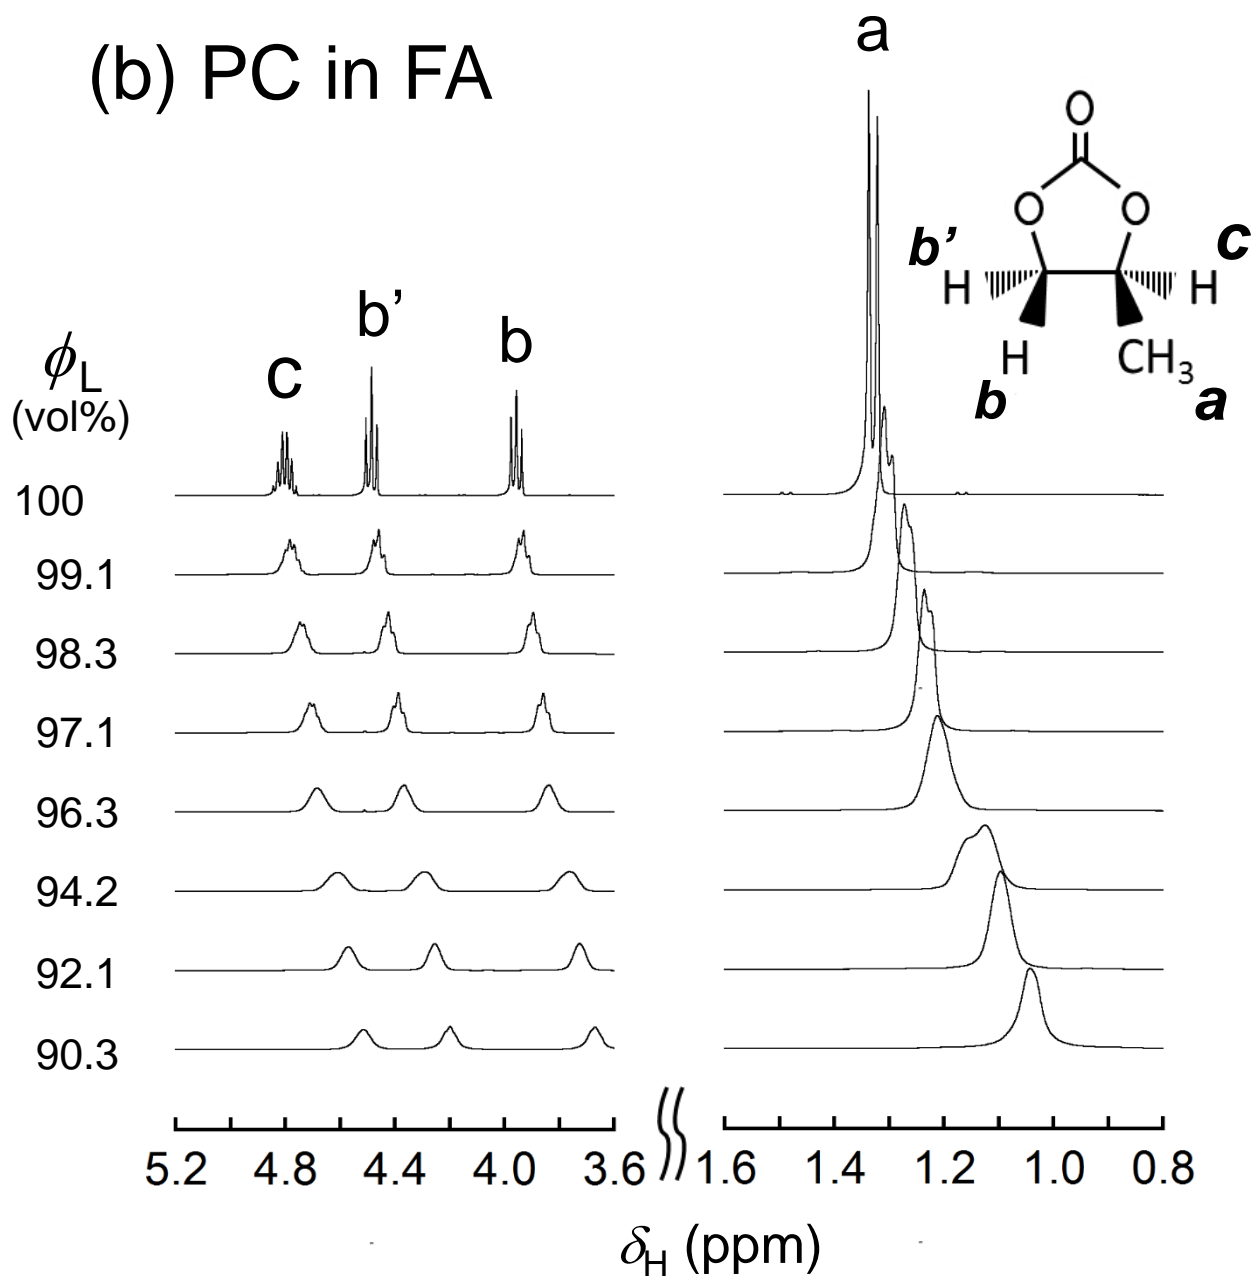 (b) PC in FA
a
O
O O
b' H H c
H CH3
b a
ϕL
(vol%)
c b' b
100
99.1
98.3
97.1
96.3
94.2
92.1
90.3
5.2 4.8 4.4 4.0 3.6 1.6 1.4 1.2 1.0 0.8
δH (ppm)